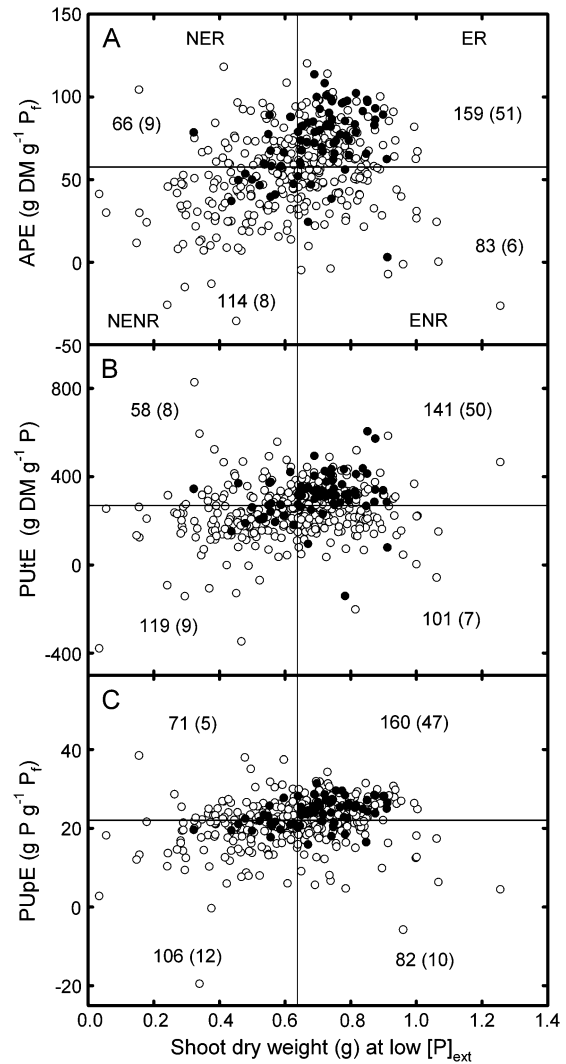 150
A
NER
ER
100
66 (9)
159 (51)
APE (g DM g⁻¹ P_f)
50
0
83 (6)
114 (8)
NENR
ENR
-50
B
800
58 (8)
141 (50)
400
PUtE (g DM g⁻¹ P)
0
119 (9)
101 (7)
-400
C
71 (5)
160 (47)
40
PUpE (g P g⁻¹ P_f)
20
0
106 (12)
82 (10)
-20
0.0 0.2 0.4 0.6 0.8 1.0 1.2 1.4
Shoot dry weight (g) at low [P]_ext